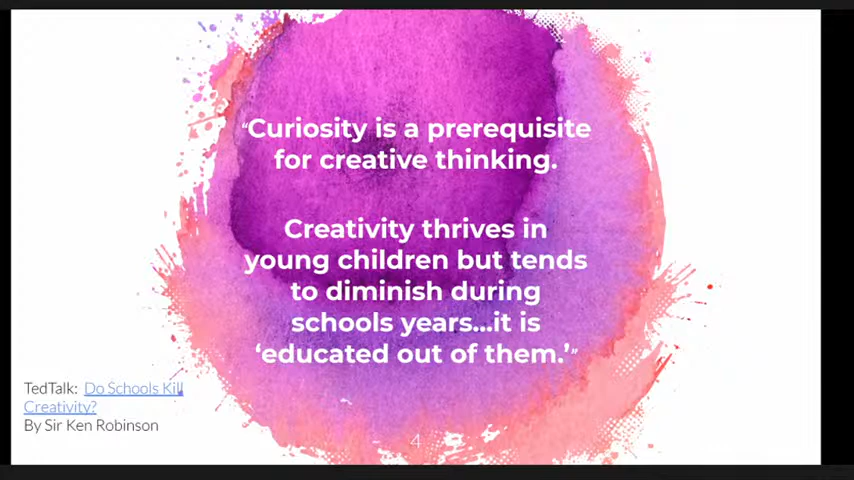 “Curiosity is a prerequisite
for creative thinking.
Creativity thrives in
young children but tends
to diminish during
schools years...it is
‘educated out of them.’”
TedTalk: Do Schools Kill
Creativity?
By Sir Ken Robinson
4